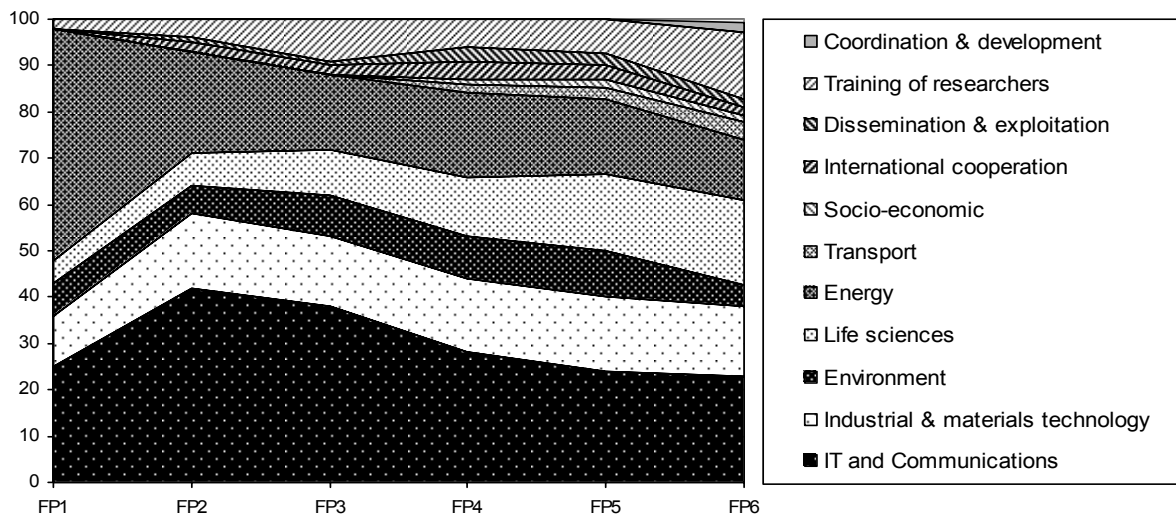 100
90
80
70
60
50
40
30
20
10
0
FP1 FP2 FP3 FP4 FP5 FP6
Coordination & development
Training of researchers
Dissemination & exploitation
International cooperation
Socio-economic
Transport
Energy
Life sciences
Environment
Industrial & materials technology
IT and Communications